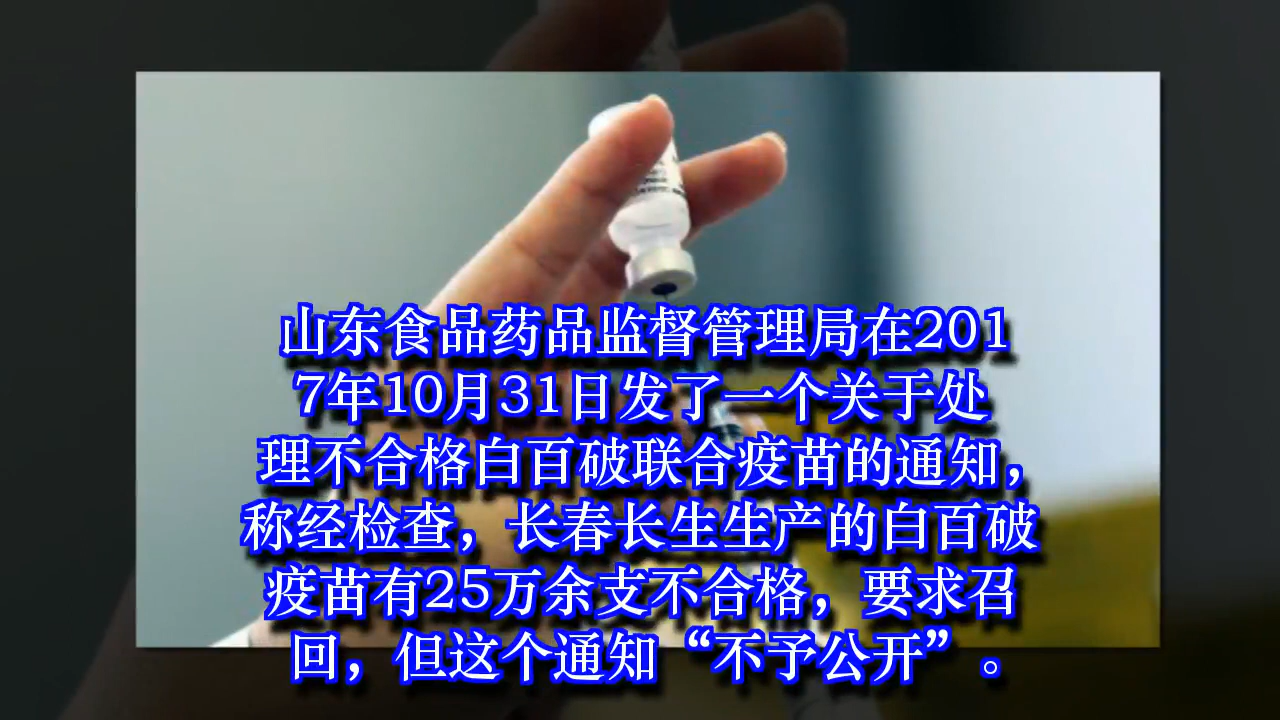 山东食品药品监督管理局在201
7年10月31日发了一个关于处
理不合格白百破联合疫苗的通知，
称经检查，长春长生生产的白百破
疫苗有25万余支不合格，要求召
回，但这个通知“不予公开”。